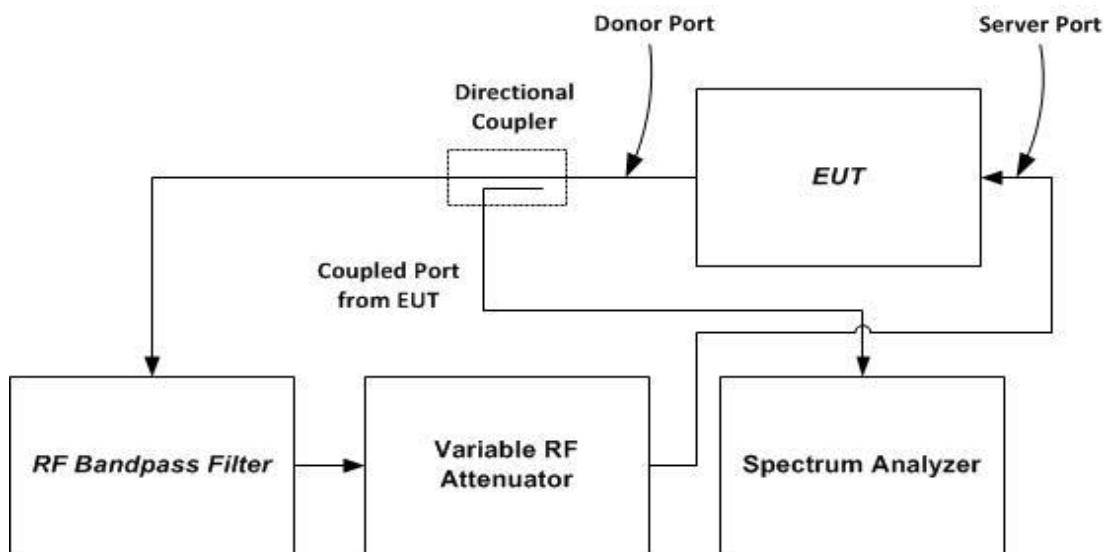 Donor Port
Server Port
Directional
Coupler
EUT
Coupled Port
from EUT
RF Bandpass Filter
Variable RF
Attenuator
Spectrum Analyzer